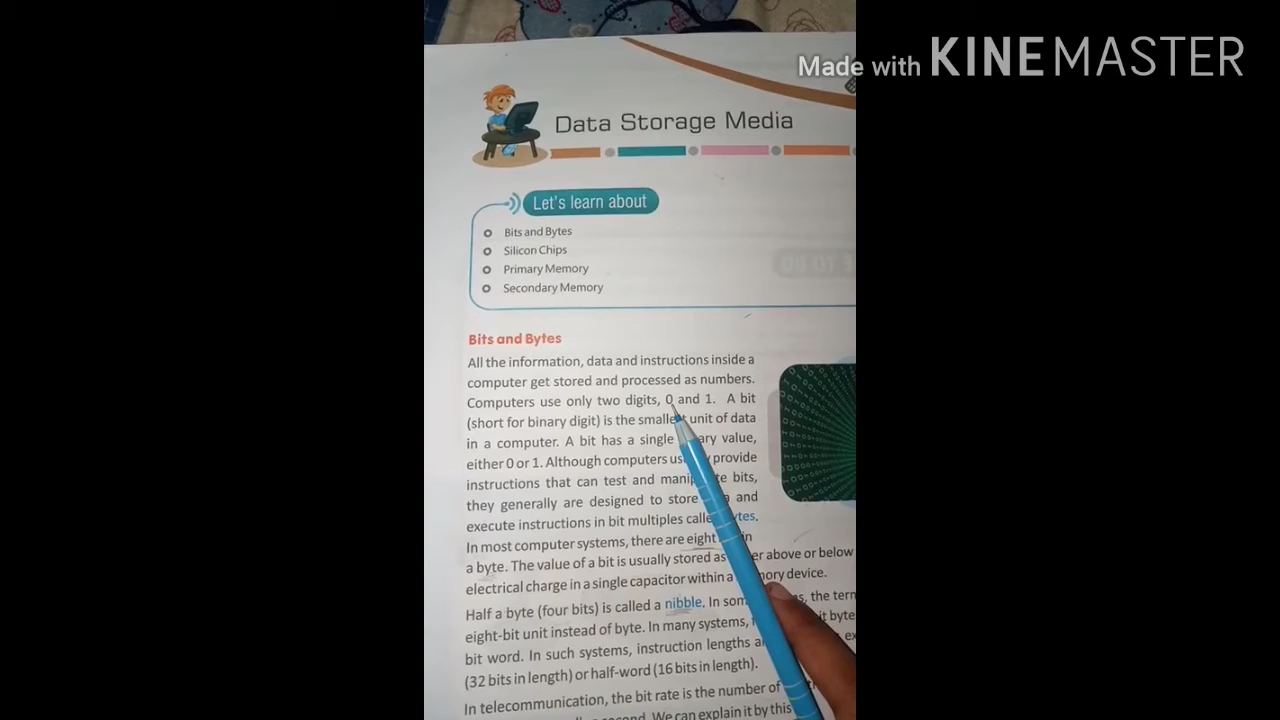 Made with KINEMASTER
Data Storage Media
Let's learn about
Bits and Bytes
Silicon Chips
Primary Memory
Secondary Memory
Bits and Bytes
All the information, data and instructions inside a
computer get stored and processed as numbers.
Computers use only two digits, 0 and 1. A bit
(short for binary digit) is the smallest unit of data
in a computer. A bit has a single value,
either 0 or 1. Although computers provide
instructions that can test and bits,
they generally are designed to store and
execute instructions in bit multiples called
In most computer systems, there are eight in
a byte. The value of a bit is usually stored as above or below
electrical charge in a single capacitor within a device.
Half a byte (four bits) is called a nibble. In the term
eight-bit unit instead of byte. In many systems, byte
bit word. In such systems, instruction lengths
(32 bits in length) or half-word (16 bits in length).
In telecommunication, the bit rate is the number of
second. We can explain it by this